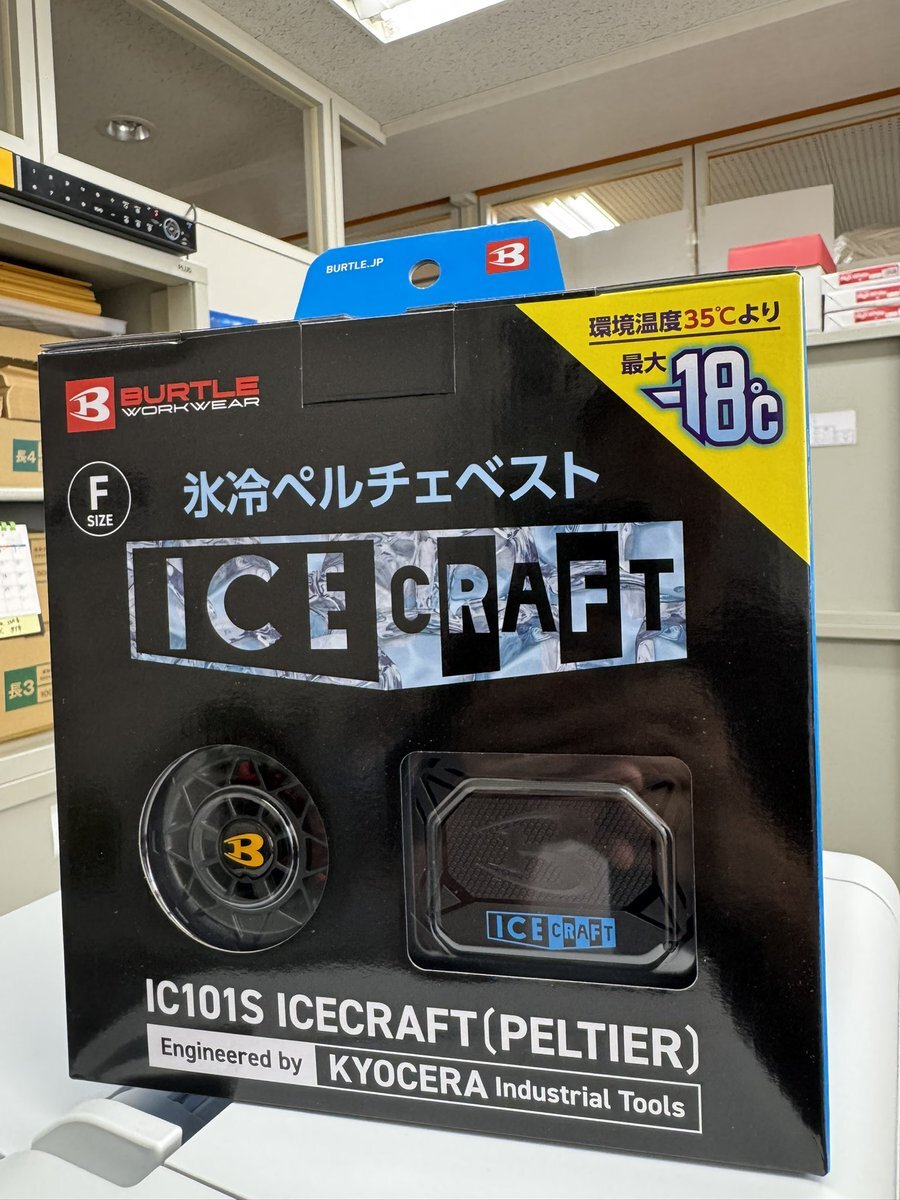 BURTLE.JP
環境温度35℃より
最大
-18℃
BURTLE
WORKWEAR
F
SIZE
氷冷ペルチェベスト
ICE CRAFT
B
ICE CRAFT
IC101S ICECRAFT(PELTIER)
Engineered by KYOCERA Industrial Tools
PLUS
長4
長3